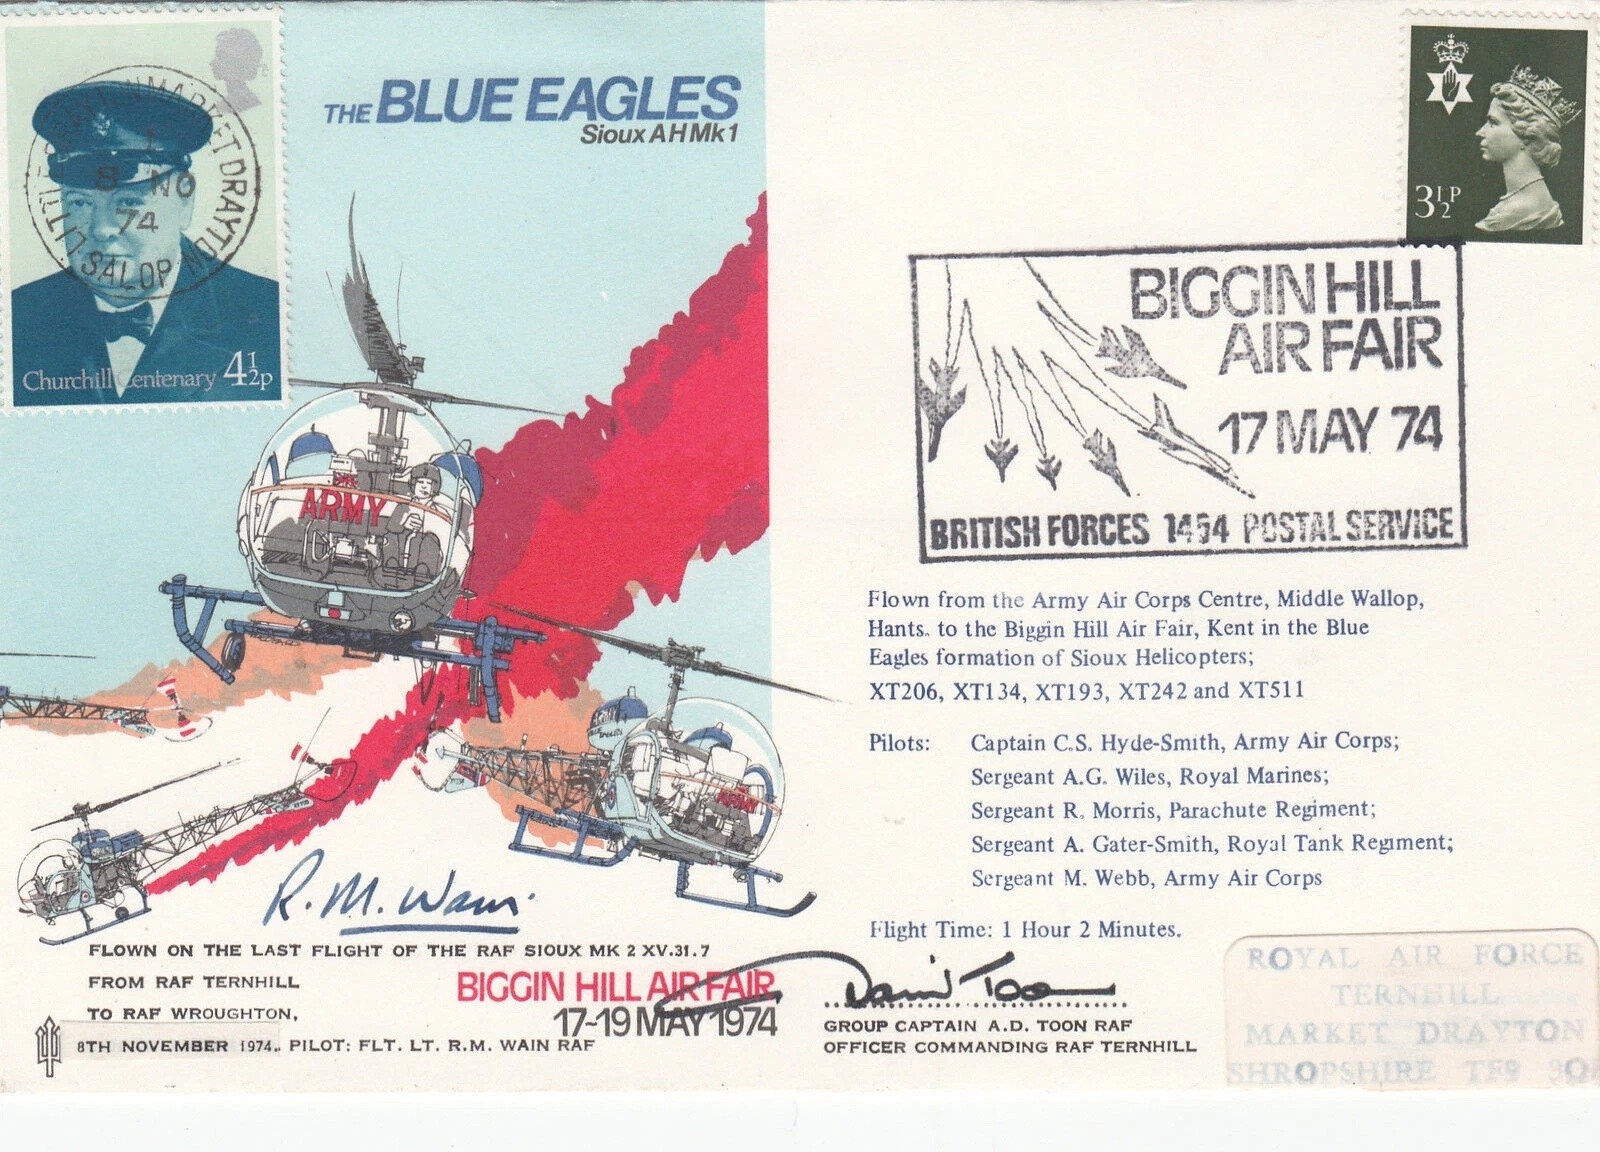 THE BLUE EAGLES
Sioux AH Mk 1
LITTLE MARKET DRAYTON
SALOP
1
8 NO
74
Churchill Centenary 4½p
3½P
BIGGIN HILL
AIR FAIR
17 MAY 74
BRITISH FORCES 1454 POSTAL SERVICE
ARMY
ARMY
Flown from the Army Air Corps Centre, Middle Wallop,
Hants. to the Biggin Hill Air Fair, Kent in the Blue
Eagles formation of Sioux Helicopters;
XT206, XT134, XT193, XT242 and XT511
Pilots: Captain C.S. Hyde-Smith, Army Air Corps;
Sergeant A.G. Wiles, Royal Marines;
Sergeant R. Morris, Parachute Regiment;
Sergeant A. Gater-Smith, Royal Tank Regiment;
Sergeant M. Webb, Army Air Corps
Flight Time: 1 Hour 2 Minutes.
R. M. Wain
FLOWN ON THE LAST FLIGHT OF THE RAF SIOUX MK 2 XV.31.7
FROM RAF TERNHILL
TO RAF WROUGHTON,
8TH NOVEMBER 1974. PILOT: FLT. LT. R.M. WAIN RAF
BIGGIN HILL AIR FAIR
17-19 MAY 1974
David Toon
GROUP CAPTAIN A.D. TOON RAF
OFFICER COMMANDING RAF TERNHILL
ROYAL AIR FORCE
TERNHILL
MARKET DRAYTON
SHROPSHIRE TF9